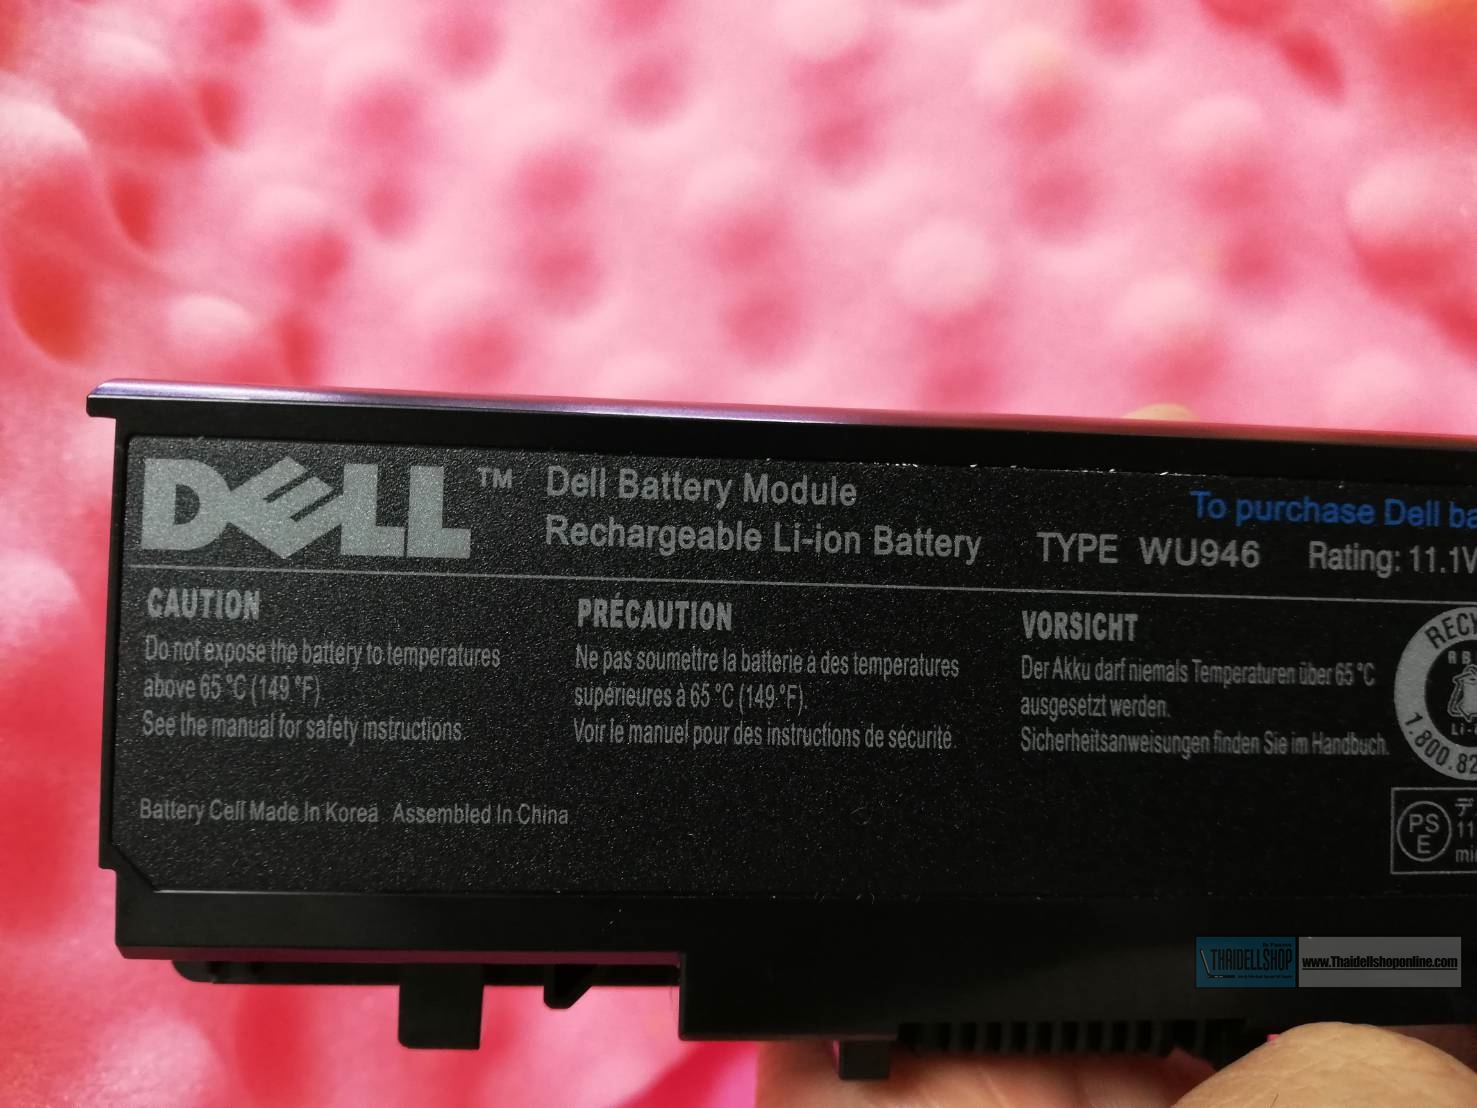 DELL™
Dell Battery Module
Rechargeable Li-ion Battery
TYPE WU946
To purchase Dell
Rating: 11.1V
CAUTION
Do not expose the battery to temperatures
above 65 °C (149 °F)
See the manual for safety instructions.
PRÉCAUTION
Ne pas soumettre la batterie à des temperatures
supérieures à 65 °C (149 °F).
Voir le manuel pour des instructions de sécurité.
VORSICHT
Der Akku darf niemals Temperaturen über 65 °C
ausgesetzt werden.
Sicherheitsanweisungen finden Sie im Handbuch.
Battery Cell Made In Korea Assembled In China
1.800.82
PS
E
THAIDELLSHOP
www.Thaidellshoponline.com